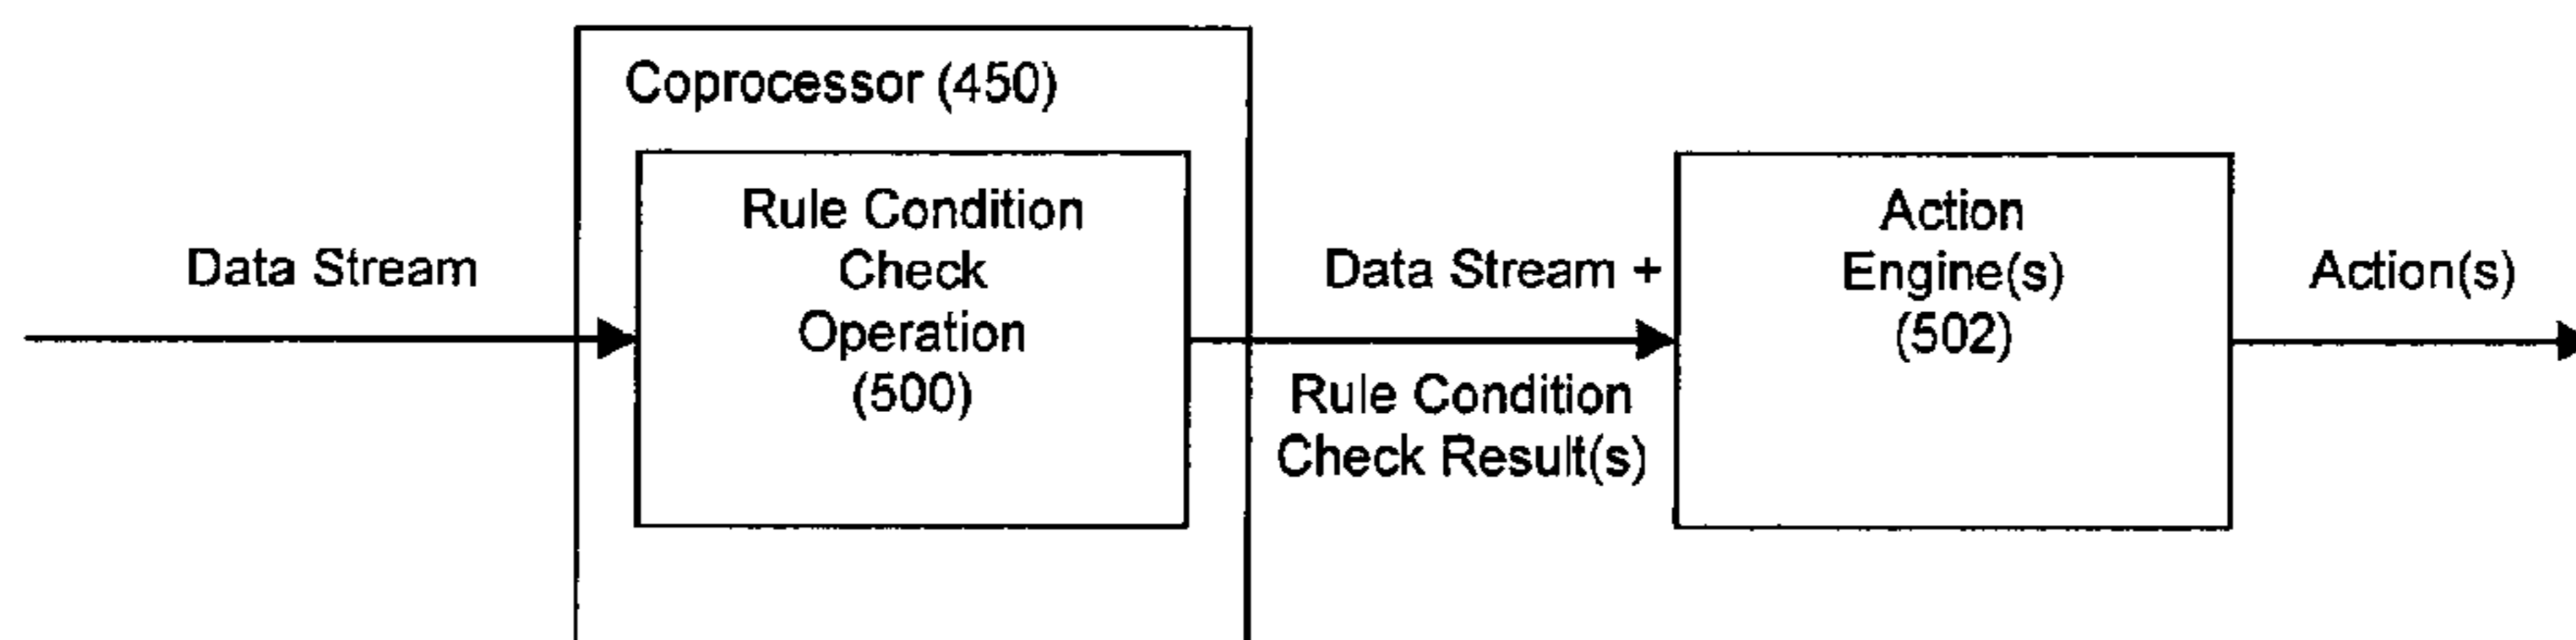 Coprocessor (450)
Data Stream
Rule Condition
Check
Operation
(500)
Data Stream +
Rule Condition
Check Result(s)
Action
Engine(s)
(502)
Action(s)